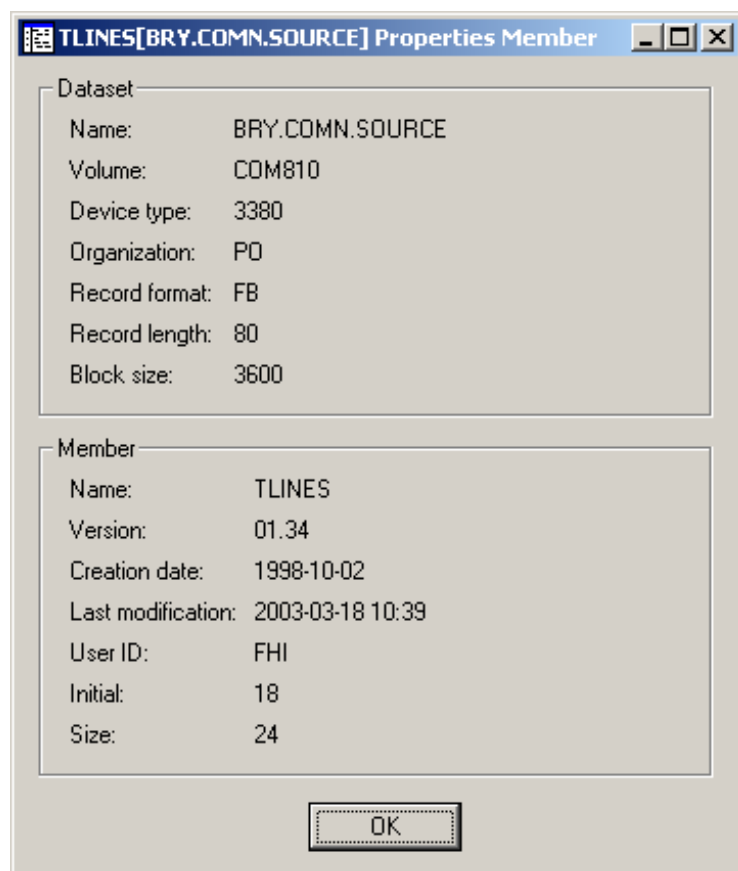 TLINES[BRY.COMN.SOURCE] Properties Member
Dataset
Name: BRY.COMN.SOURCE
Volume: COM810
Device type: 3380
Organization: PO
Record format: FB
Record length: 80
Block size: 3600
Member
Name: TLINES
Version: 01.34
Creation date: 1998-10-02
Last modification: 2003-03-18 10:39
User ID: FHI
Initial: 18
Size: 24
OK